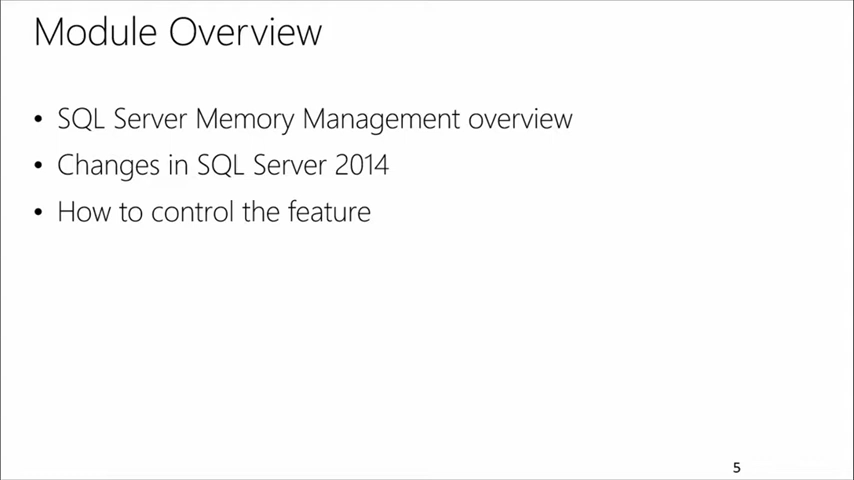 Module Overview
• SQL Server Memory Management overview
• Changes in SQL Server 2014
• How to control the feature
5